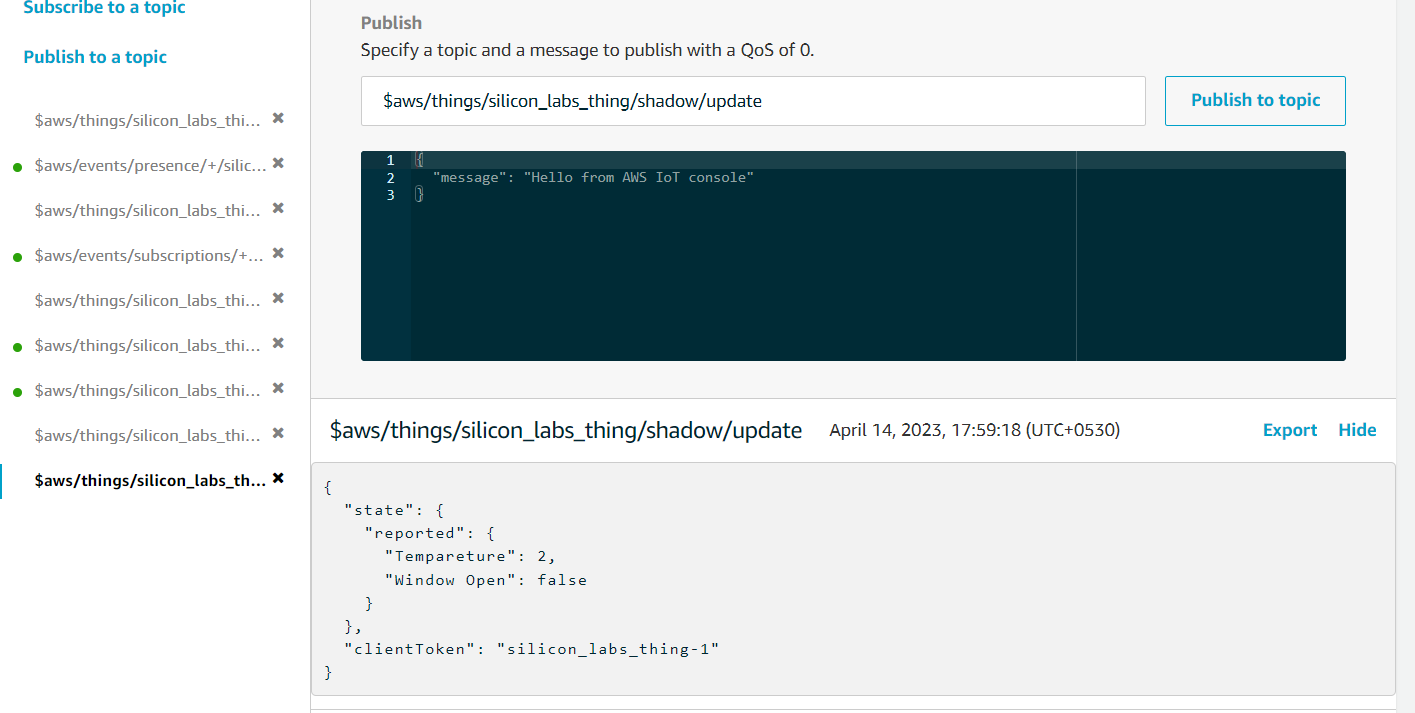 Subscribe to a topic
Publish to a topic
$aws/things/silicon_labs_thi...
$aws/events/presence/+/silic...
$aws/things/silicon_labs_thi...
$aws/events/subscriptions/+...
$aws/things/silicon_labs_thi...
$aws/things/silicon_labs_thi...
$aws/things/silicon_labs_thi...
$aws/things/silicon_labs_thi...
$aws/things/silicon_labs_th...
Publish
Specify a topic and a message to publish with a QoS of 0.
$aws/things/silicon_labs_thing/shadow/update
Publish to topic
1 {
2 "message": "Hello from AWS IoT console"
3 }
$aws/things/silicon_labs_thing/shadow/update April 14, 2023, 17:59:18 (UTC+0530) Export Hide
{
"state": {
"reported": {
"Tempareture": 2,
"Window Open": false
}
},
"clientToken": "silicon_labs_thing-1"
}